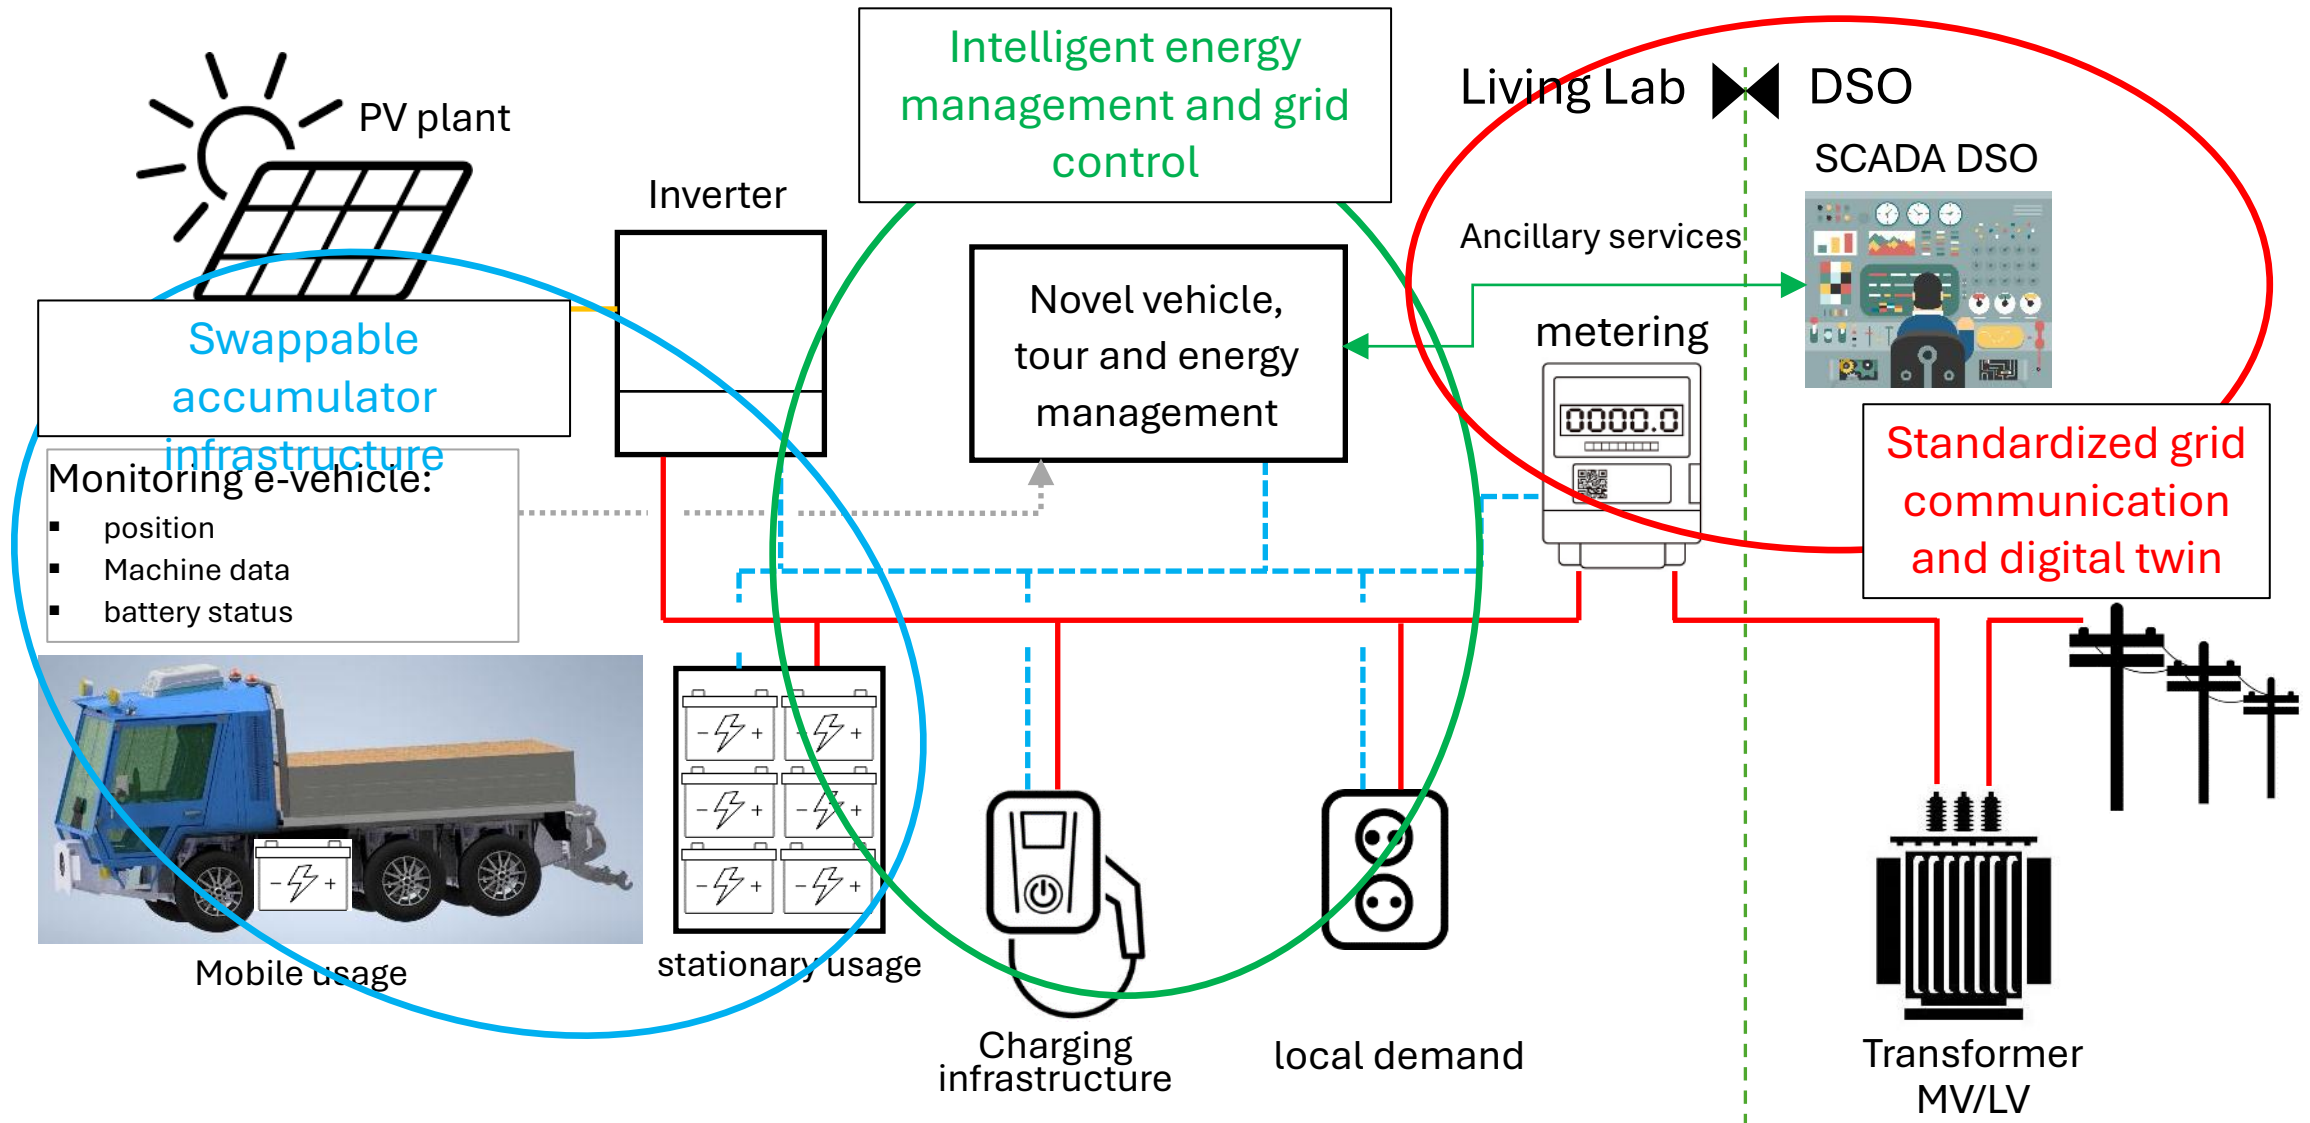 Intelligent energy
management and grid
control
Living Lab
DSO
PV plant
SCADA DSO
Inverter
Ancillary services
Novel vehicle,
tour and energy
management
metering
0000.0
Swappable
accumulator
infrastructure
Monitoring e-vehicle:
▪ position
▪ Machine data
▪ battery status
Standardized grid
communication
and digital twin
- +
- +
- +
- +
- +
- +
- +
Mobile usage
stationary usage
Charging
infrastructure
local demand
Transformer
MV/LV